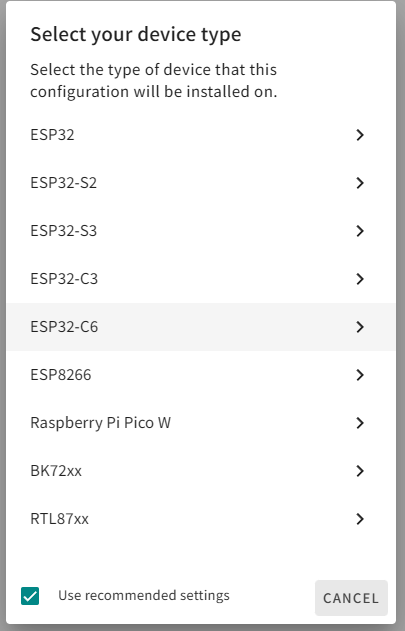 Select your device type
Select the type of device that this
configuration will be installed on.
ESP32
ESP32-S2
ESP32-S3
ESP32-C3
ESP32-C6
ESP8266
Raspberry Pi Pico W
BK72xx
RTL87xx
Use recommended settings
CANCEL